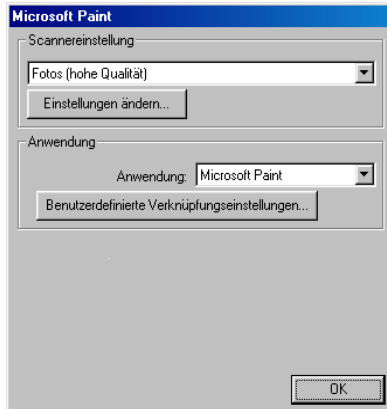 Microsoft Paint
Scannereinstellung
Fotos (hohe Qualität)
Einstellungen ändern...
Anwendung
Anwendung: Microsoft Paint
Benutzerdefinierte Verknüpfungseinstellungen...
OK